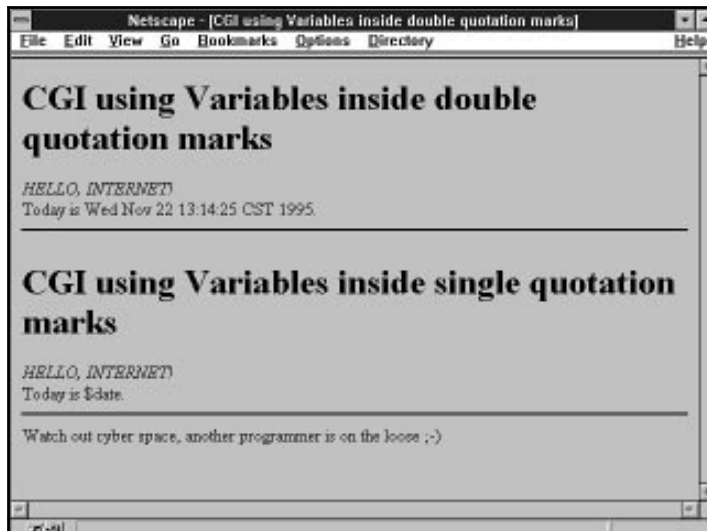 Netscape - [CGI using Variables inside double quotation marks]
File Edit View Go Bookmarks Options Directory Help
CGI using Variables inside double
quotation marks
HELLO, INTERNET!
Today is Wed Nov 22 13:14:25 CST 1995.
CGI using Variables inside single quotation
marks
HELLO, INTERNET!
Today is $date.
Watch out cyber space, another programmer is on the loose ;-)